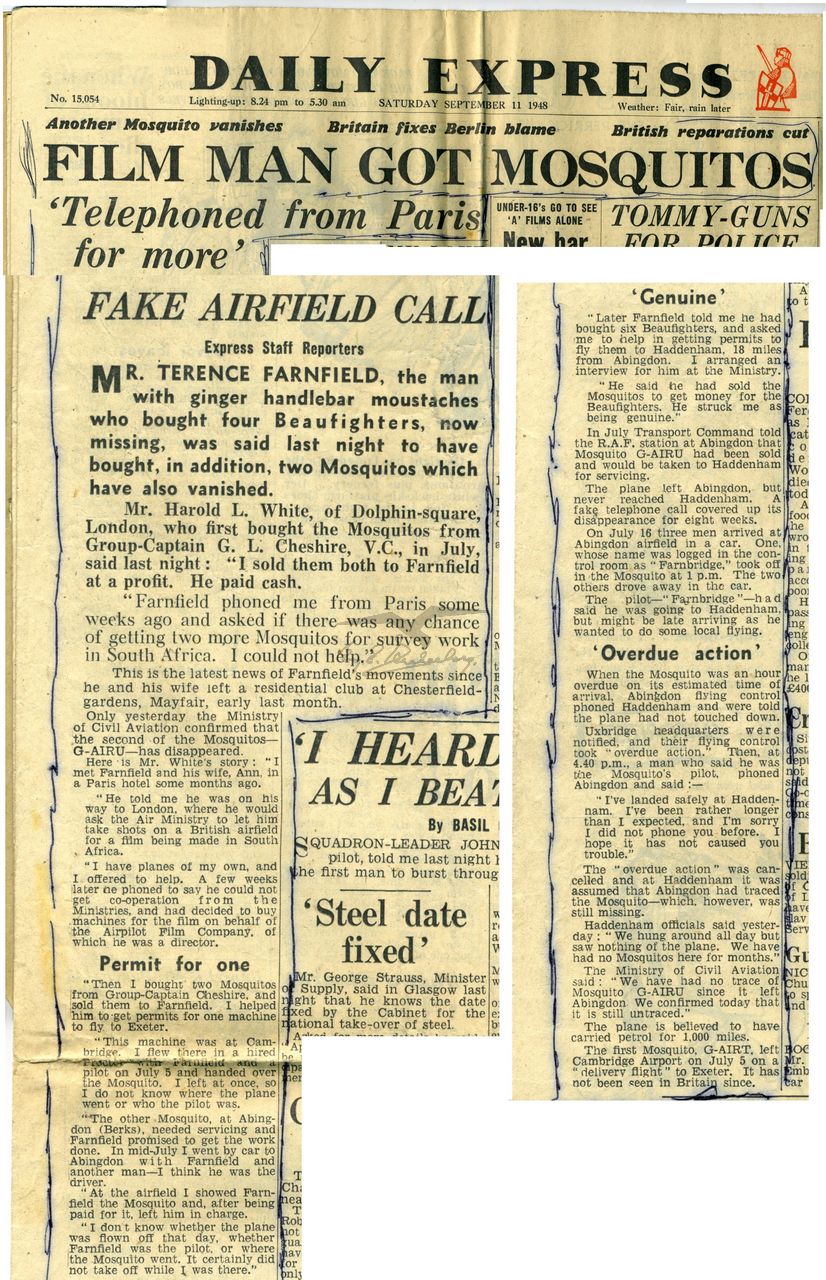 DAILY EXPRESS
No. 15,054
Lighting-up: 8.24 pm to 5.30 am
SATURDAY SEPTEMBER 11 1948
Weather: Fair, rain later
Another Mosquito vanishes
Britain fixes Berlin blame
British reparations cut
FILM MAN GOT MOSQUITOS
'Telephoned from Paris
for more'
UNDER-16's GO TO SEE
'A' FILMS ALONE
New bar
TOMMY-GUNS
FOR POLICE
FAKE AIRFIELD CALL
Express Staff Reporters
MR. TERENCE FARNFIELD, the man
with ginger handlebar moustaches
who bought four Beaufighters, now
missing, was said last night to have
bought, in addition, two Mosquitos which
have also vanished.
Mr. Harold L. White, of Dolphin-square,
London, who first bought the Mosquitos from
Group-Captain G. L. Cheshire, V.C., in July,
said last night: "I sold them both to Farnfield
at a profit. He paid cash.
"Farnfield phoned me from Paris some
weeks ago and asked if there was any chance
of getting two more Mosquitos for survey work
in South Africa. I could not help."
This is the latest news of Farnfield's movements since
he and his wife left a residential club at Chesterfield-
gardens, Mayfair, early last month.
Only yesterday the Ministry
of Civil Aviation confirmed that
the second of the Mosquitos—
G-AIRU—has disappeared.
Here is Mr. White's story: "I
met Farnfield and his wife, Ann, in
a Paris hotel some months ago.
"He told me he was on his
way to London, where he would
ask the Air Ministry to let him
take shots on a British airfield
for a film being made in South
Africa.
"I have planes of my own, and
I offered to help. A few weeks
later he phoned to say he could not
get co-operation from the
Ministries, and had decided to buy
machines for the film on behalf of
the Airpilot Film Company, of
which he was a director.
Permit for one
"Then I bought two Mosquitos
from Group-Captain Cheshire, and
sold them to Farnfield. I helped
him to get permits for one machine
to fly to Exeter.
"This machine was at Cam-
bridge. I flew there in a hired
Proctor with Farnfield and a
pilot on July 5 and handed over
the Mosquito. I left at once, so
I do not know where the plane
went or who the pilot was.
"The other Mosquito, at Abing-
don (Berks), needed servicing and
Farnfield promised to get the work
done. In mid-July I went by car to
Abingdon with Farnfield and
another man—I think he was the
driver.
"At the airfield I showed Farn-
field the Mosquito and, after being
paid for it, left him in charge.
"I don't know whether the plane
was flown off that day, whether
Farnfield was the pilot, or where
the Mosquito went. It certainly did
not take off while I was there."
'I HEARD
AS I BEAT
By BASIL
SQUADRON-LEADER JOHN
pilot, told me last night
the first man to burst throug
'Steel date
fixed'
Mr. George Strauss, Minister
of Supply, said in Glasgow last
night that he knows the date
fixed by the Cabinet for the
national take-over of steel.
'Genuine'
"Later Farnfield told me he had
bought six Beaufighters, and asked
me to help in getting permits to
fly them to Haddenham, 18 miles
from Abingdon. I arranged an
interview for him at the Ministry.
"He said he had sold the
Mosquitos to get money for the
Beaufighters. He struck me as
being genuine."
In July Transport Command told
the R.A.F. station at Abingdon that
Mosquito G-AIRU had been sold
and would be taken to Haddenham
for servicing.
The plane left Abingdon, but
never reached Haddenham. A
fake telephone call covered up its
disappearance for eight weeks.
On July 16 three men arrived at
Abingdon airfield in a car. One,
whose name was logged in the con-
trol room as "Farnbridge," took off
in the Mosquito at 1 p.m. The two
others drove away in the car.
The pilot—"Farnbridge"—had
said he was going to Haddenham,
but might be late arriving as he
wanted to do some local flying.
'Overdue action'
When the Mosquito was an hour
overdue on its estimated time of
arrival, Abingdon flying control
phoned Haddenham and were told
the plane had not touched down.
Uxbridge headquarters were
notified, and their flying control
took "overdue action." Then, at
4.40 p.m., a man who said he was
the Mosquito's pilot, phoned
Abingdon and said:—
"I've landed safely at Hadden-
nam. I've been rather longer
than I expected, and I'm sorry
I did not phone you before. I
hope it has not caused you
trouble."
The "overdue action" was can-
celled and at Haddenham it was
assumed that Abingdon had traced
the Mosquito—which, however, was
still missing.
Haddenham officials said yester-
day: "We hung around all day but
saw nothing of the plane. We have
had no Mosquitos here for months."
The Ministry of Civil Aviation
said: "We have had no trace of
Mosquito G-AIRU since it left
Abingdon. We confirmed today that
it is still untraced."
The plane is believed to have
carried petrol for 1,000 miles.
The first Mosquito, G-AIRT, left
Cambridge Airport on July 5 on a
"delivery flight" to Exeter. It has
not been seen in Britain since.